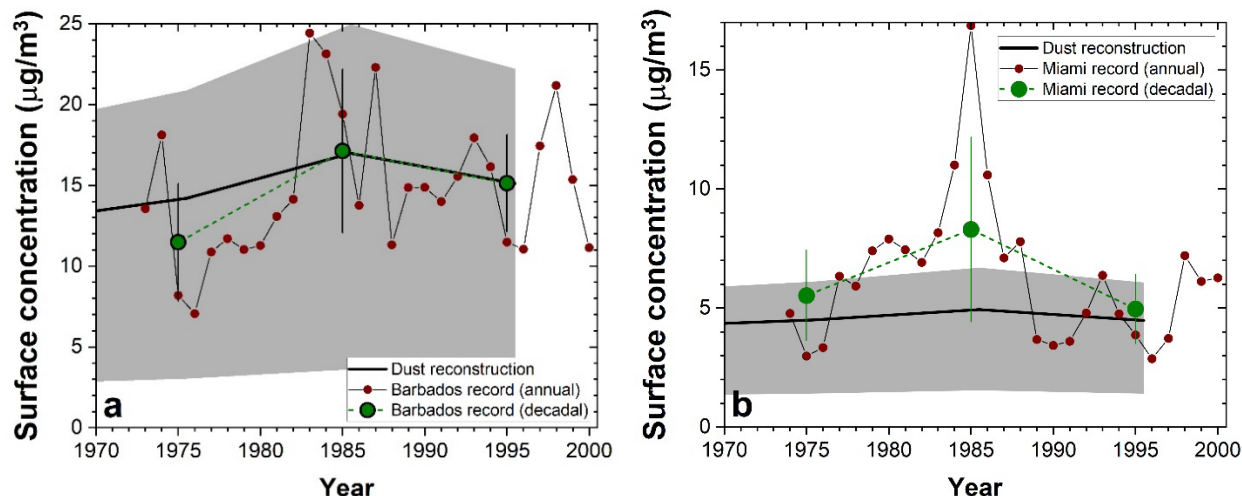 Surface concentration (μg/m³)
25
20
15
10
5
0
Dust reconstruction
Barbados record (annual)
Barbados record (decadal)
a
1970 1975 1980 1985 1990 1995 2000
Year
Surface concentration (μg/m³)
15
10
5
0
Dust reconstruction
Miami record (annual)
Miami record (decadal)
b
1970 1975 1980 1985 1990 1995 2000
Year